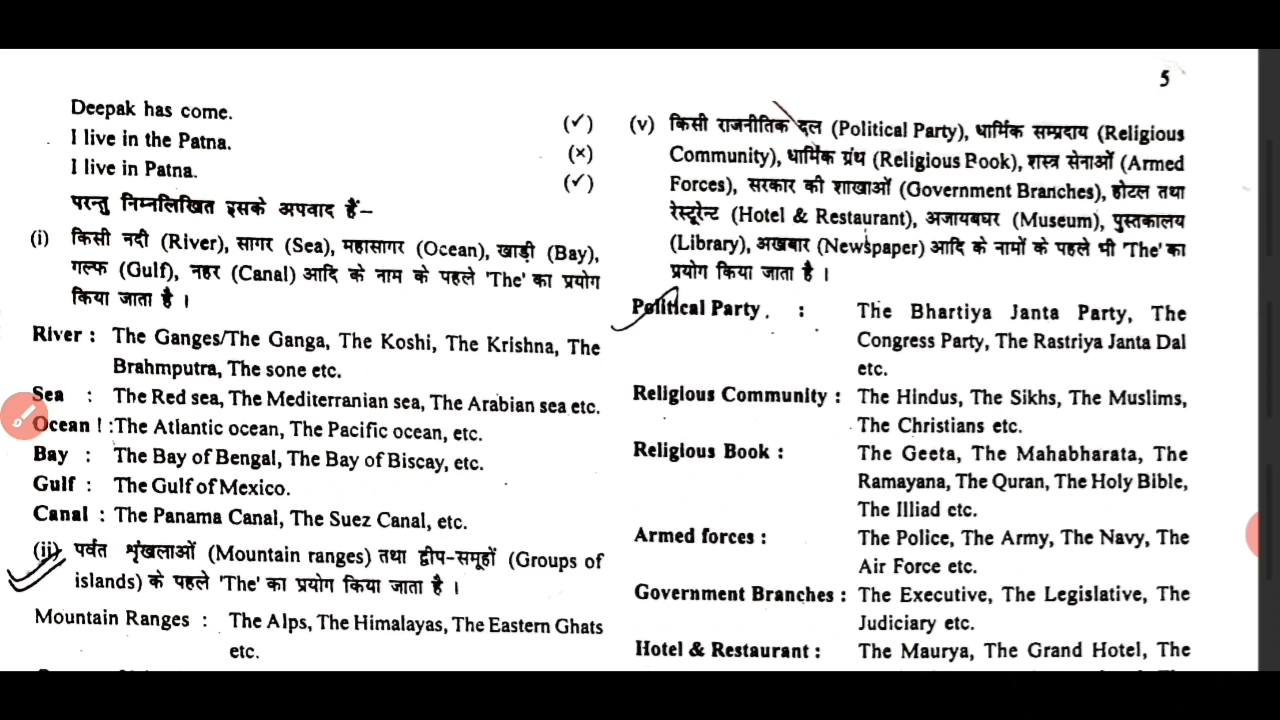 5
Deepak has come. (✓)
I live in the Patna. (×)
I live in Patna. (✓)
परन्तु निम्नलिखित इसके अपवाद हैं–
(i) किसी नदी (River), सागर (Sea), महासागर (Ocean), खाड़ी (Bay),
गल्फ (Gulf), नहर (Canal) आदि के नाम के पहले 'The' का प्रयोग
किया जाता है ।
River : The Ganges/The Ganga, The Koshi, The Krishna, The
Brahmputra, The sone etc.
Sea : The Red sea, The Mediterranian sea, The Arabian sea etc.
Ocean : The Atlantic ocean, The Pacific ocean, etc.
Bay : The Bay of Bengal, The Bay of Biscay, etc.
Gulf : The Gulf of Mexico.
Canal : The Panama Canal, The Suez Canal, etc.
(ii) पर्वत शृंखलाओं (Mountain ranges) तथा द्वीप-समूहों (Groups of
islands) के पहले 'The' का प्रयोग किया जाता है ।
Mountain Ranges : The Alps, The Himalayas, The Eastern Ghats
etc.
(v) किसी राजनीतिक दल (Political Party), धार्मिक सम्प्रदाय (Religious
Community), धार्मिक ग्रंथ (Religious Book), शस्त्र सेनाओं (Armed
Forces), सरकार की शाखाओं (Government Branches), होटल तथा
रेस्टूरेन्ट (Hotel & Restaurant), अजायबघर (Museum), पुस्तकालय
(Library), अखबार (Newspaper) आदि के नामों के पहले भी 'The' का
प्रयोग किया जाता है ।
Political Party : The Bhartiya Janta Party, The
Congress Party, The Rastriya Janta Dal
etc.
Religious Community : The Hindus, The Sikhs, The Muslims,
The Christians etc.
Religious Book : The Geeta, The Mahabharata, The
Ramayana, The Quran, The Holy Bible,
The Illiad etc.
Armed forces : The Police, The Army, The Navy, The
Air Force etc.
Government Branches : The Executive, The Legislative, The
Judiciary etc.
Hotel & Restaurant : The Maurya, The Grand Hotel, The